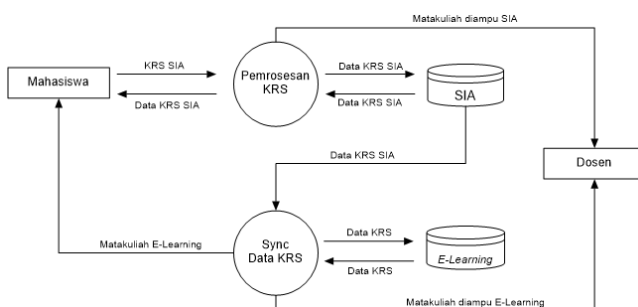 Matakuliah diampu SIA
KRS SIA
Data KRS SIA
Mahasiswa
Pemrosesan
KRS
Data KRS SIA
Data KRS SIA
SIA
Data KRS SIA
Dosen
Matakuliah E-Learning
Sync
Data KRS
Data KRS
Data KRS
E-Learning
Matakuliah diampu E-Learning